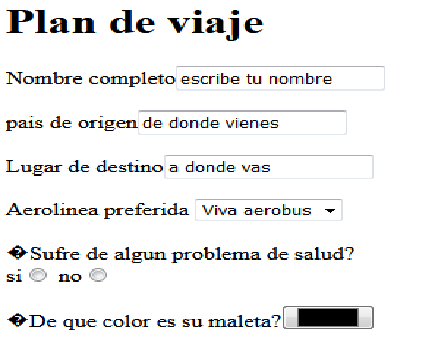 Plan de viaje
Nombre completo escribe tu nombre
pais de origen de donde vienes
Lugar de destino a donde vas
Aerolinea preferida Viva aerobus
�Sufre de algun problema de salud?
si no
�De que color es su maleta?